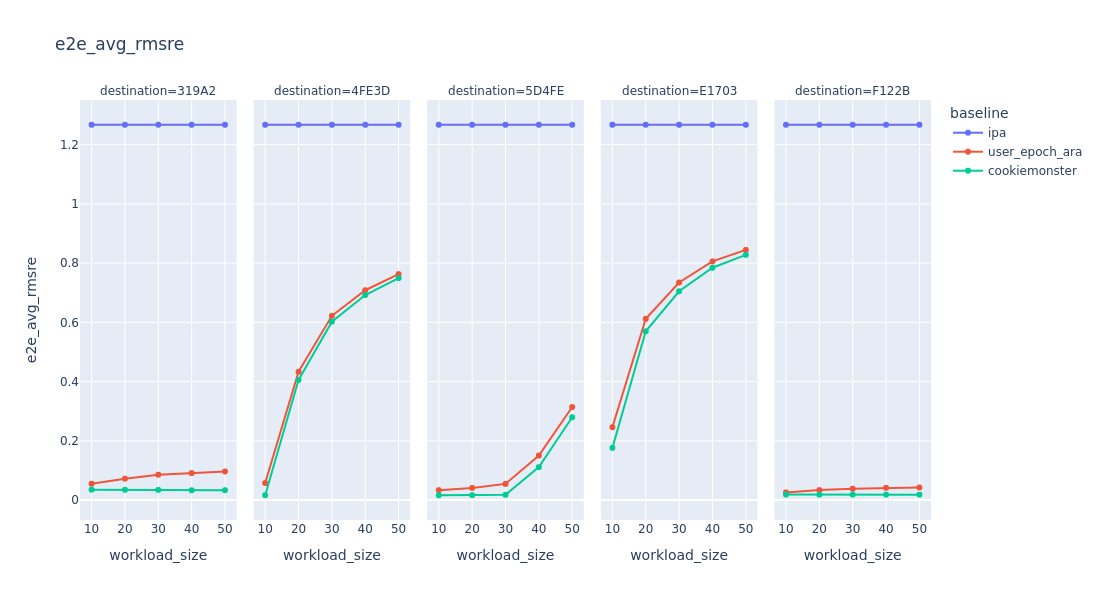 e2e_avg_rmsre
destination=319A2
destination=4FE3D
destination=5D4FE
destination=E1703
destination=F122B
baseline
ipa
user_epoch_ara
cookiemonster
e2e_avg_rmsre
1.2
1
0.8
0.6
0.4
0.2
0
10 20 30 40 50
10 20 30 40 50
10 20 30 40 50
10 20 30 40 50
10 20 30 40 50
workload_size
workload_size
workload_size
workload_size
workload_size